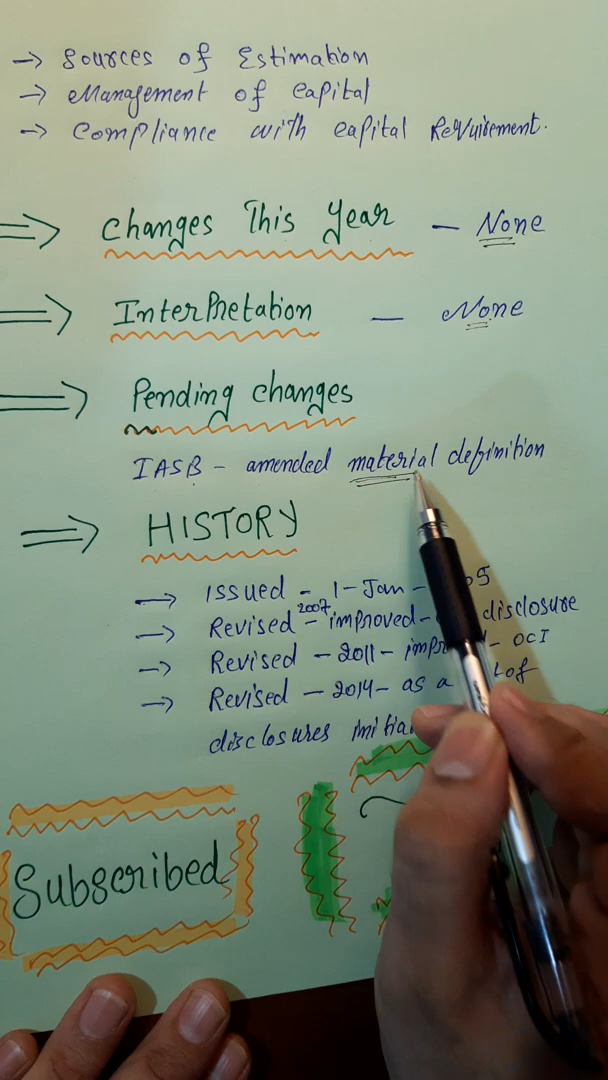 → Sources of Estimation
→ Management of capital
→ Compliance with capital Requirement.
⇒ Changes This Year — None
⇒ Interpretation — None
⇒ Pending changes
IASB - amended material definition
⇒ HISTORY
→ Issued - 1-Jan-
→ Revised - 2007 improved - disclosure
→ Revised - 2011 - - OCI
→ Revised - 2014 - as a of
disclosures
Subscribed